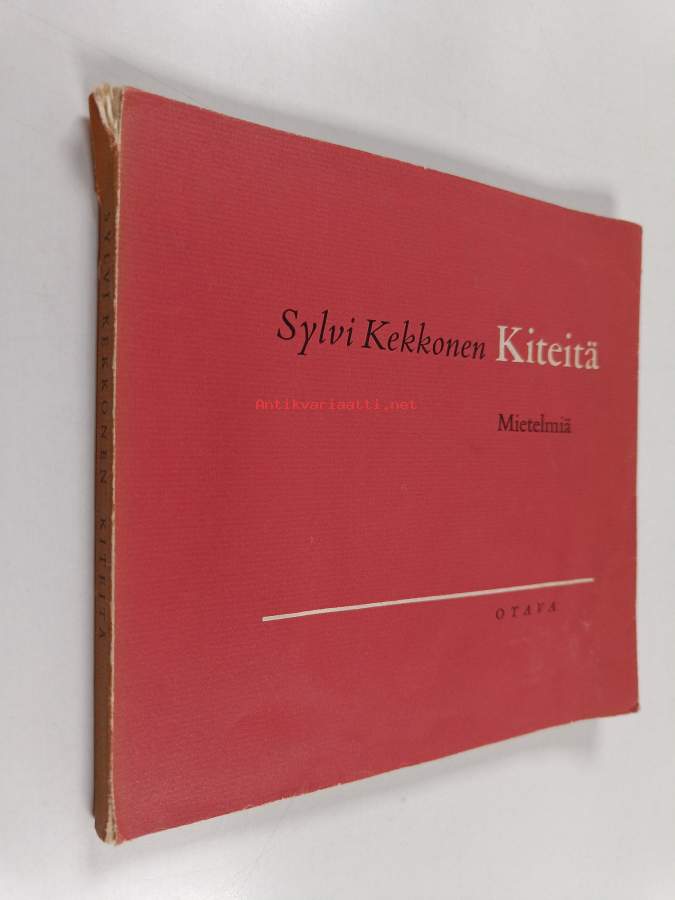 Sylvi Kekkonen Kiteitä
Antikvariaatti.net
Mietelmiä
OTAVA
SYLVI KEKKONEN KITEITÄ